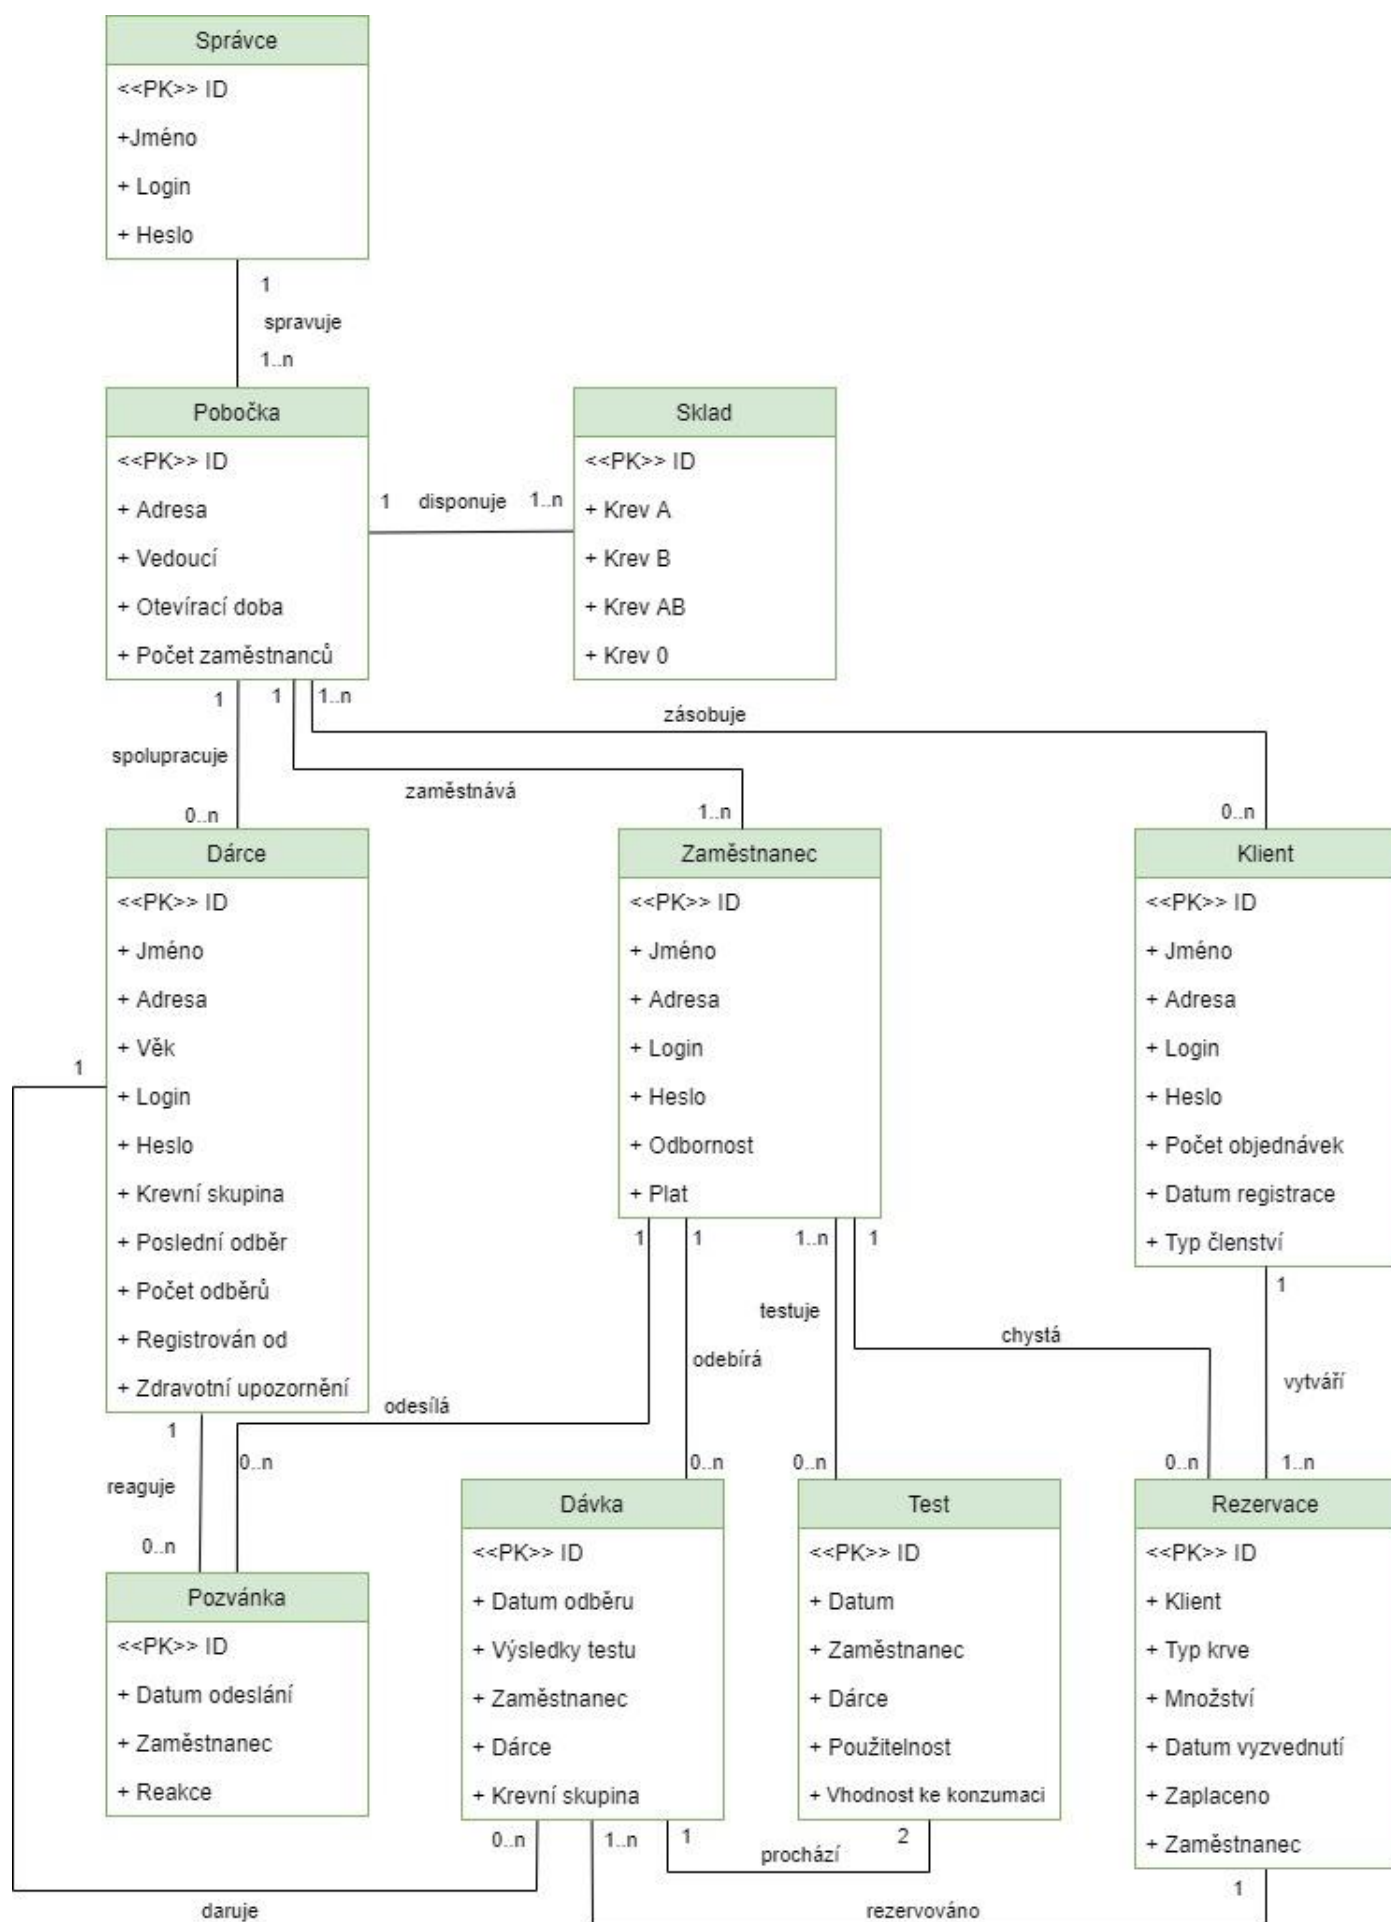 Správce
<<PK>> ID
+Jméno
+ Login
+ Heslo
1
spravuje
1..n
Pobočka
<<PK>> ID
+ Adresa
+ Vedoucí
+ Otevírací doba
+ Počet zaměstnanců
1
disponuje
1..n
Sklad
<<PK>> ID
+ Krev A
+ Krev B
+ Krev AB
+ Krev 0
1
1
1..n
zásobuje
spolupracuje
zaměstnává
0..n
1..n
0..n
Dárce
<<PK>> ID
+ Jméno
+ Adresa
+ Věk
+ Login
+ Heslo
+ Krevní skupina
+ Poslední odběr
+ Počet odběrů
+ Registrován od
+ Zdravotní upozornění
1
Zaměstnanec
<<PK>> ID
+ Jméno
+ Adresa
+ Login
+ Heslo
+ Odbornost
+ Plat
Klient
<<PK>> ID
+ Jméno
+ Adresa
+ Login
+ Heslo
+ Počet objednávek
+ Datum registrace
+ Typ členství
1
1
1..n
1
1
testuje
chystá
odebírá
vytváří
odesílá
1
reaguje
0..n
0..n
0..n
0..n
0..n
1..n
Pozvánka
<<PK>> ID
+ Datum odeslání
+ Zaměstnanec
+ Reakce
Dávka
<<PK>> ID
+ Datum odběru
+ Výsledky testu
+ Zaměstnanec
+ Dárce
+ Krevní skupina
Test
<<PK>> ID
+ Datum
+ Zaměstnanec
+ Dárce
+ Použitelnost
+ Vhodnost ke konzumaci
Rezervace
<<PK>> ID
+ Klient
+ Typ krve
+ Množství
+ Datum vyzvednutí
+ Zaplaceno
+ Zaměstnanec
0..n
1..n
1
2
prochází
1
daruje
rezervováno